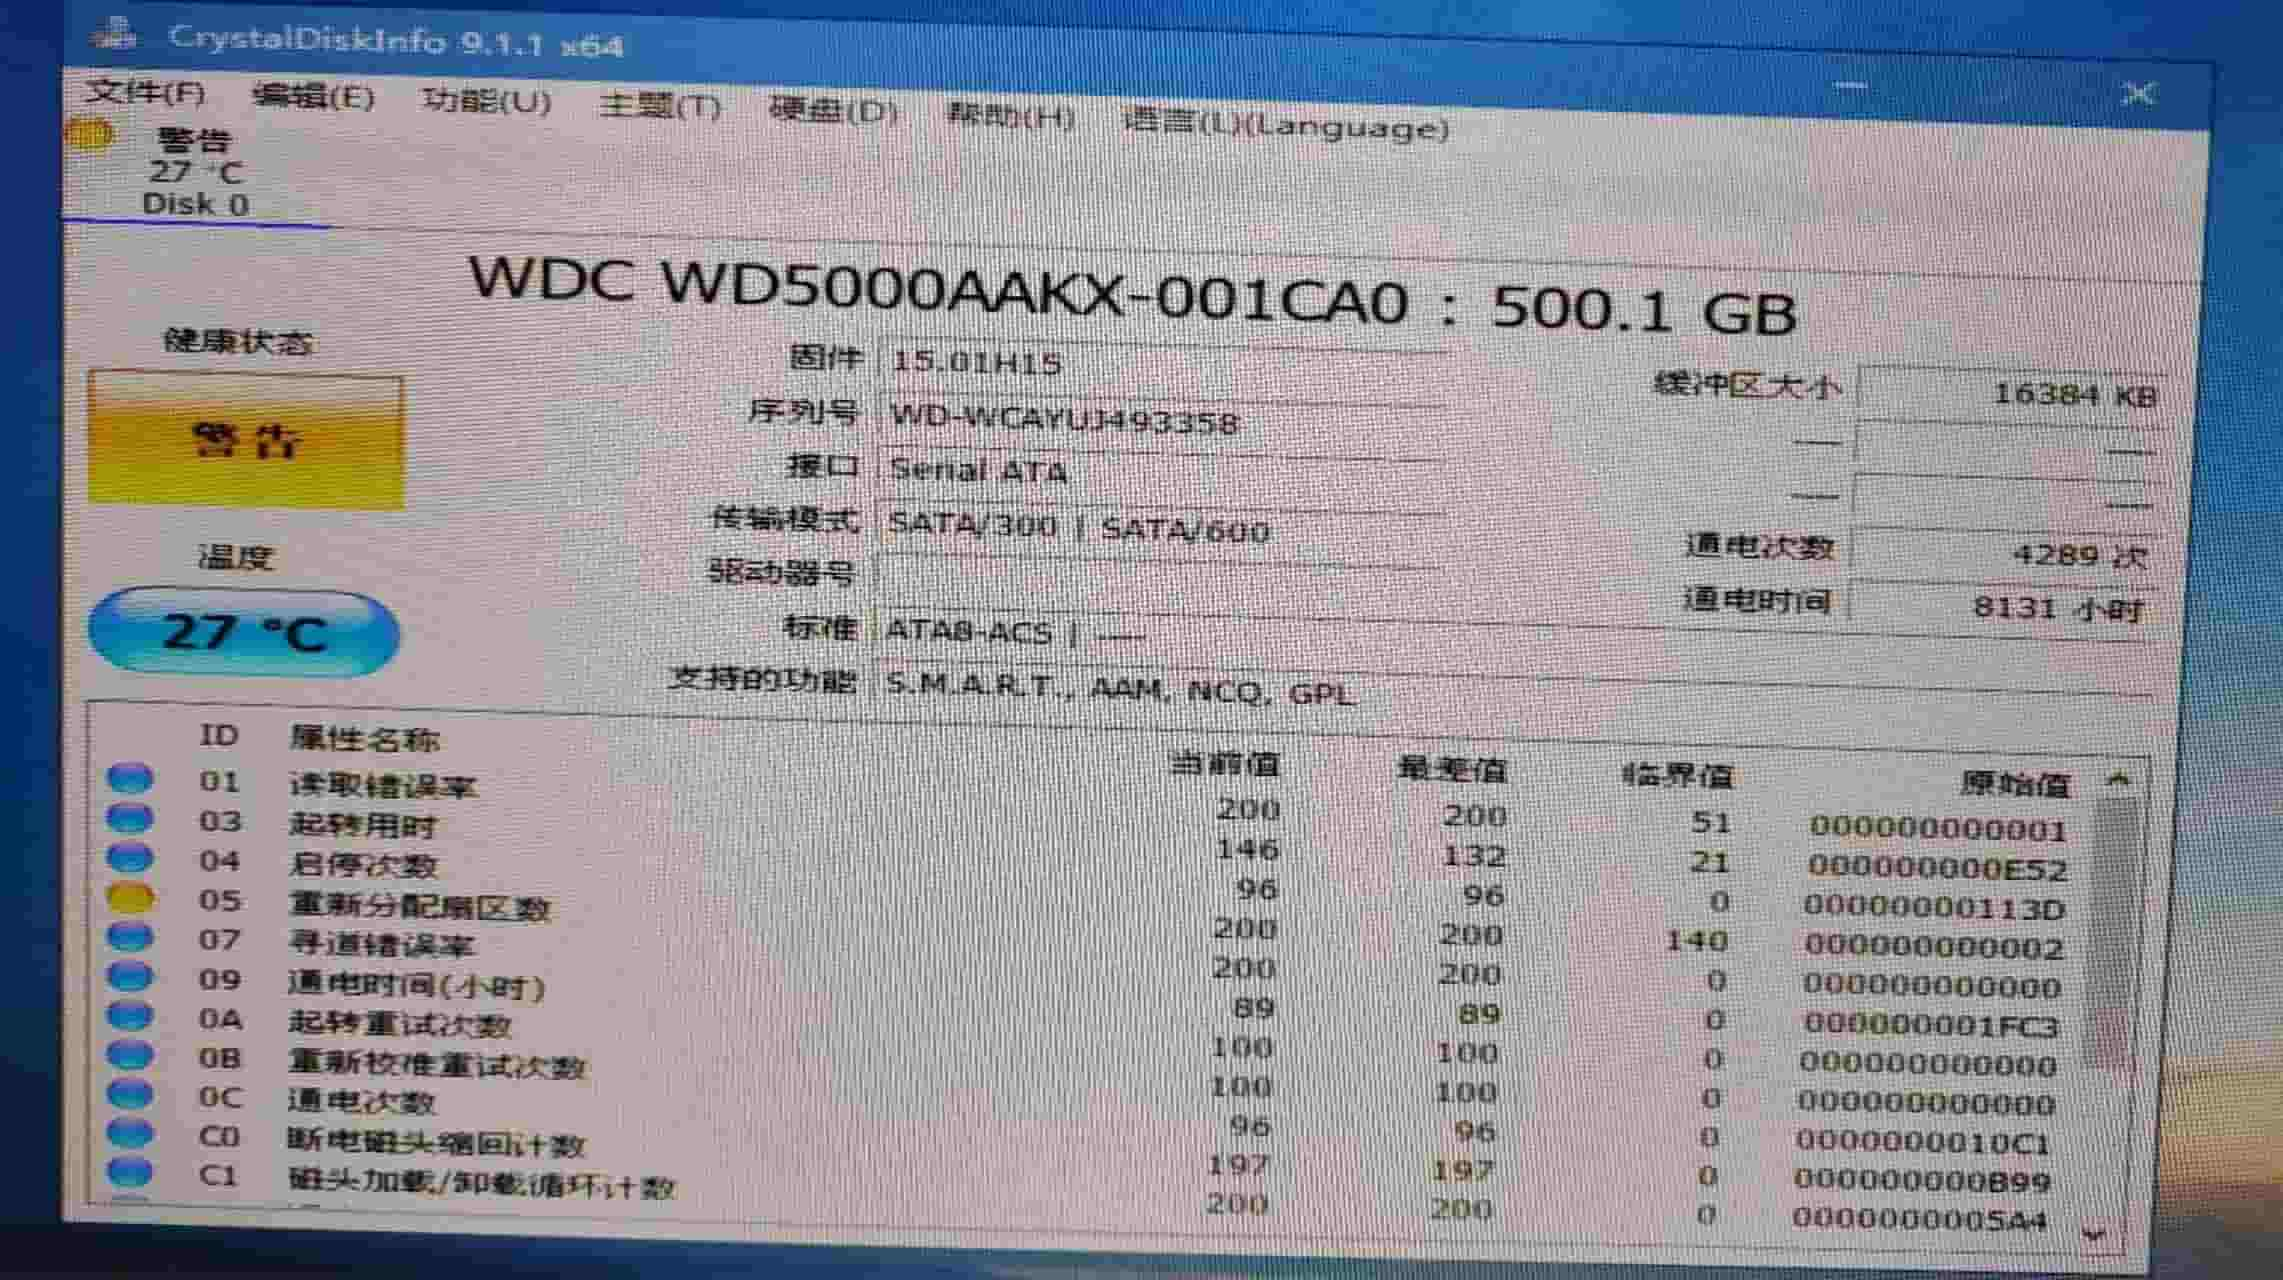 CrystalDiskInfo 9.1.1 x64
文件(F) 编辑(E) 功能(U) 主题(T) 硬盘(D) 帮助(H) 语言(L)(Language)
警告
27 °C
Disk 0
WDC WD5000AAKX-001CA0 : 500.1 GB
健康状态
警告
温度
27 °C
固件 15.01H15
序列号 WD-WCAYUJ493358
接口 Serial ATA
传输模式 SATA/300 | SATA/600
驱动器号
标准 ATA8-ACS | ----
支持的功能 S.M.A.R.T., AAM, NCQ, GPL
缓冲区大小 16384 KB
---- ----
---- ----
通电次数 4289 次
通电时间 8131 小时
ID 属性名称 当前值 最差值 临界值 原始值
01 读取错误率 200 200 51 000000000001
03 起转用时 146 132 21 000000000E52
04 启停次数 96 96 0 00000000113D
05 重新分配扇区数 200 200 140 000000000002
07 寻道错误率 200 200 0 000000000000
09 通电时间(小时) 89 89 0 000000001FC3
0A 起转重试次数 100 100 0 000000000000
0B 重新校准重试次数 100 100 0 000000000000
0C 通电次数 96 96 0 0000000010C1
C0 断电磁头缩回计数 197 197 0 000000000B99
C1 磁头加载/卸载循环计数 200 200 0 0000000005A4